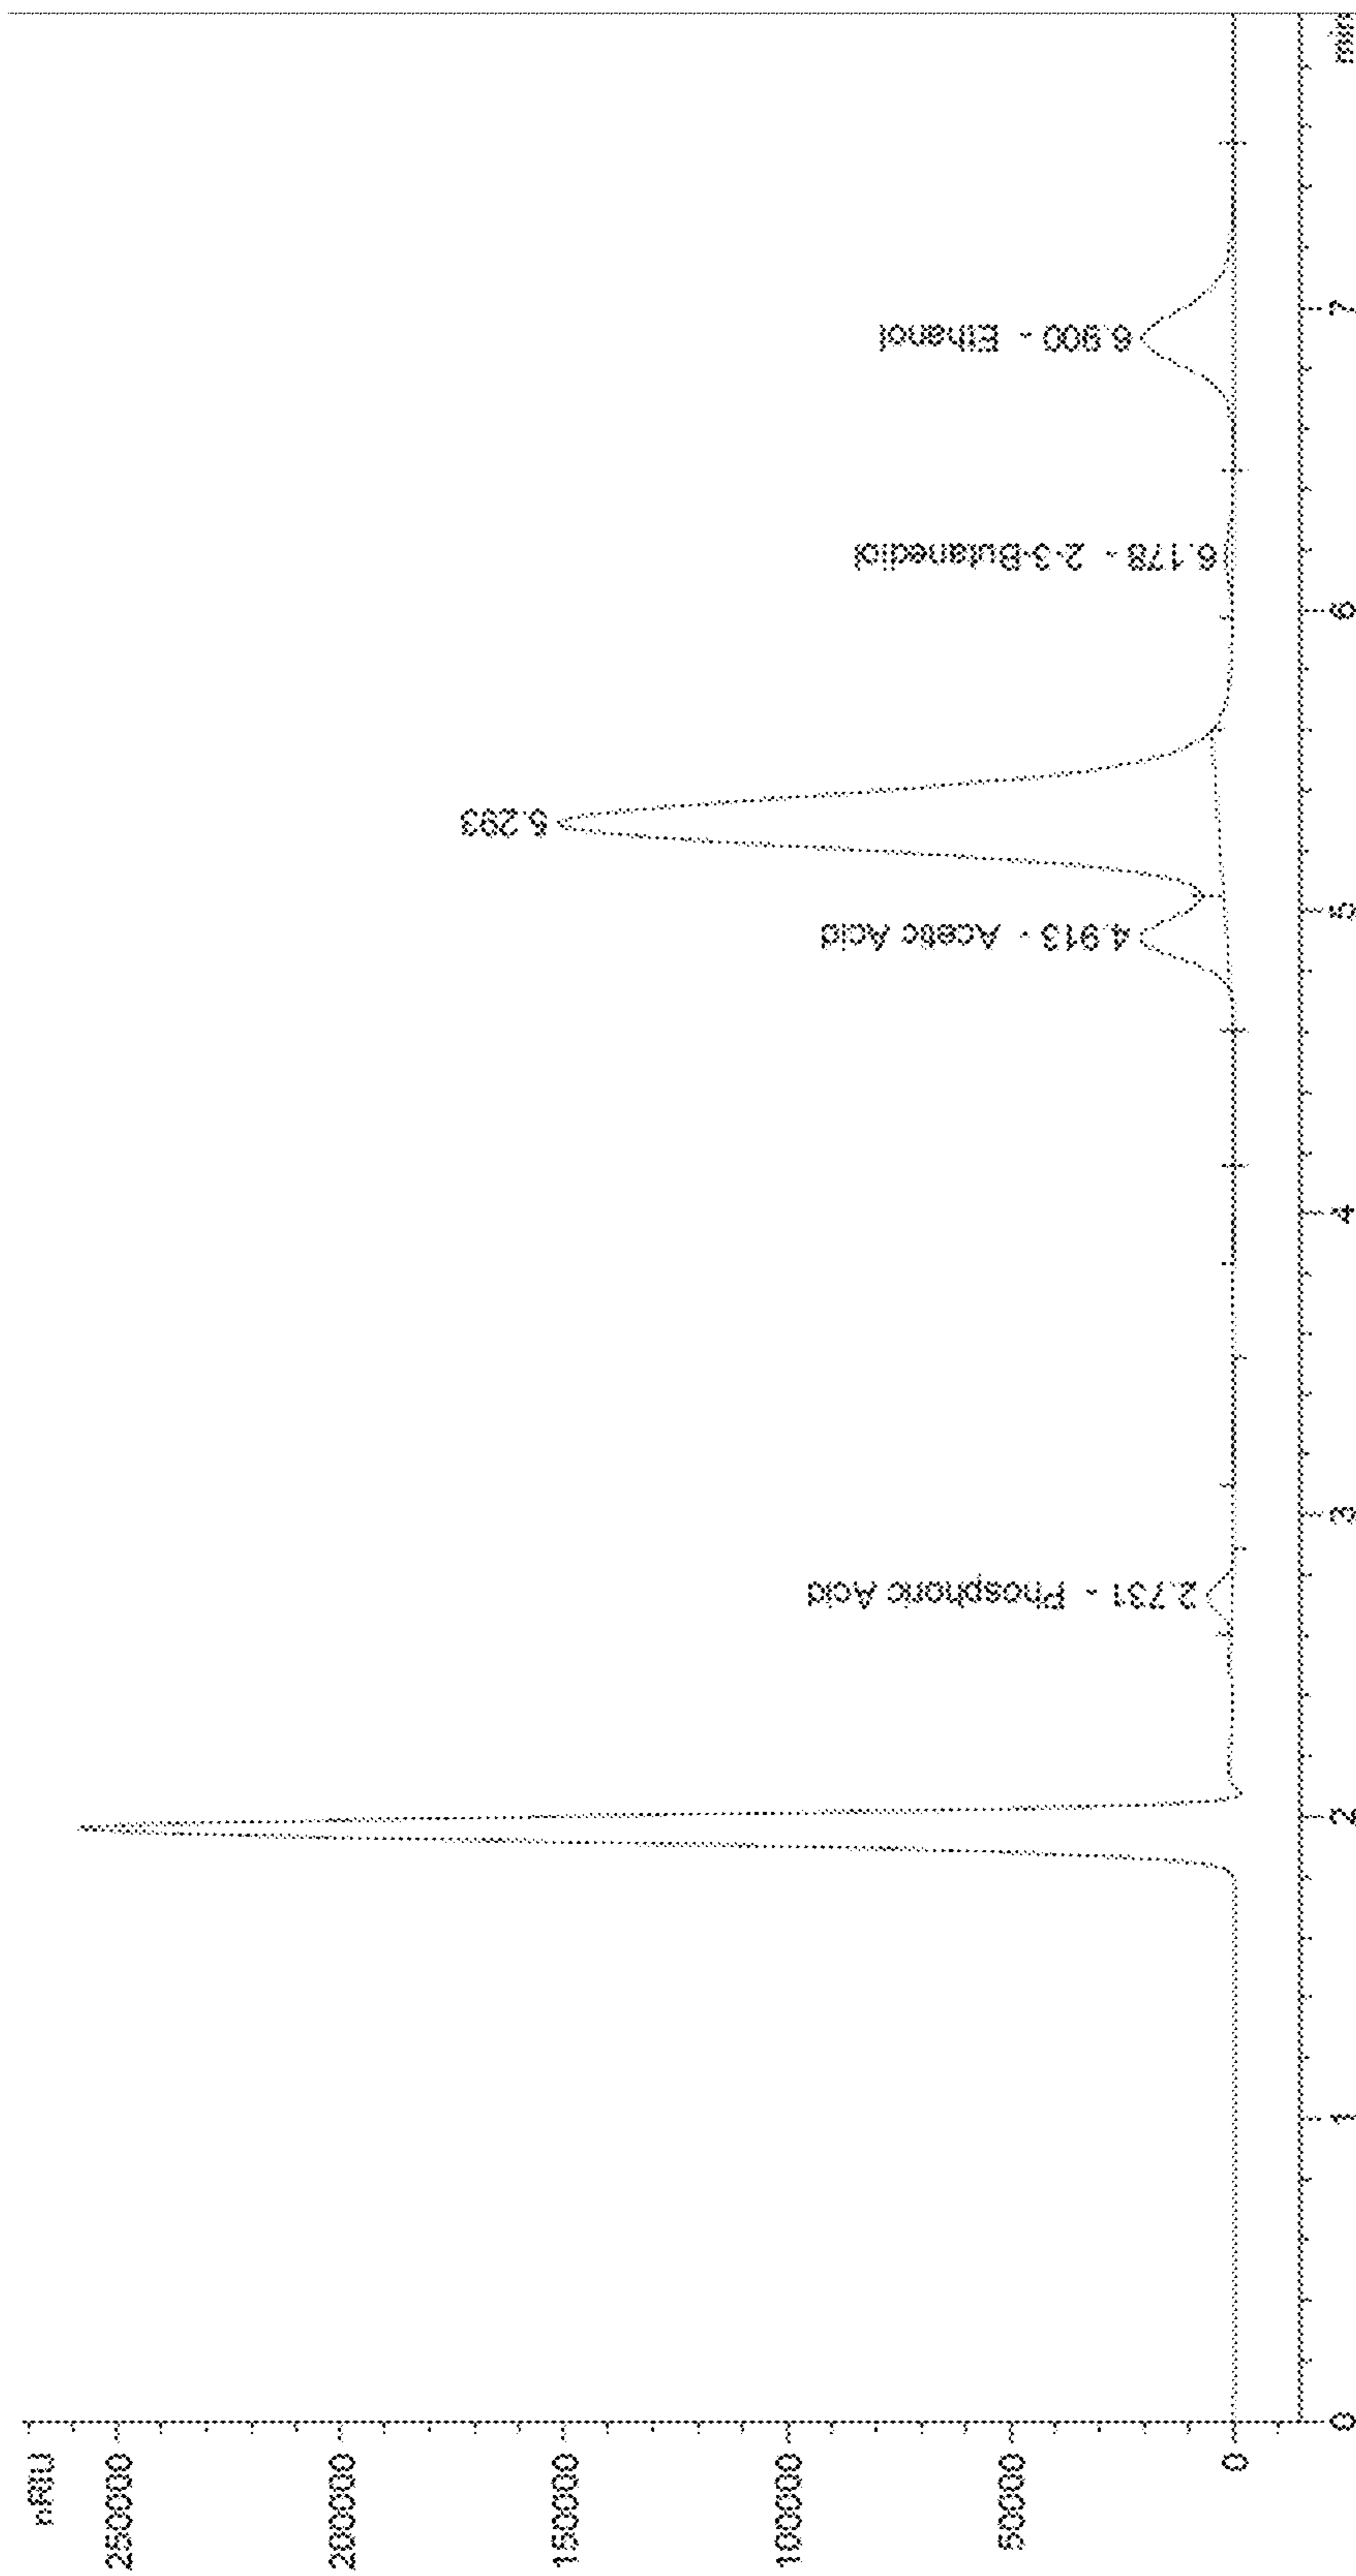 nRIU
250000
200000
150000
100000
50000
0
2.731 - Phosphoric Acid
4.913 - Acetic Acid
5.293
6.178 - 2-3-Butanediol
6.900 - Ethanol
0
1
2
3
4
5
6
7
min